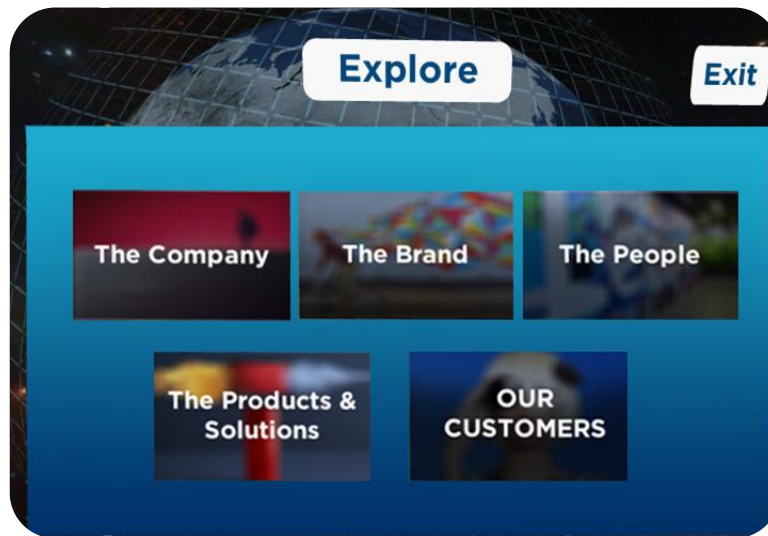 Explore
Exit
The Company
The Brand
The People
The Products &
Solutions
OUR
CUSTOMERS